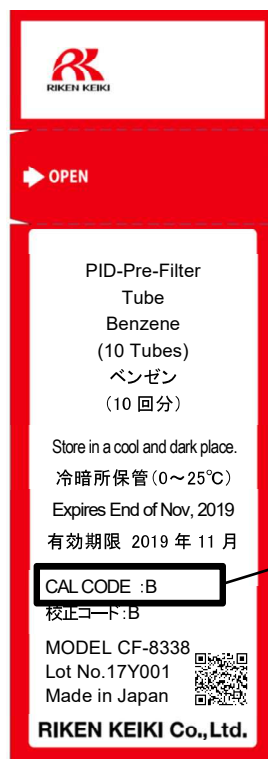 RIKEN KEIKI
OPEN
PID-Pre-Filter
Tube
Benzene
(10 Tubes)
ベンゼン
（10 回分）
Store in a cool and dark place.
冷暗所保管（0～25℃）
Expires End of Nov, 2019
有効期限 2019 年 11 月
CAL CODE :B
校正コード:B
MODEL CF-8338
Lot No.17Y001
Made in Japan
RIKEN KEIKI Co.,Ltd.